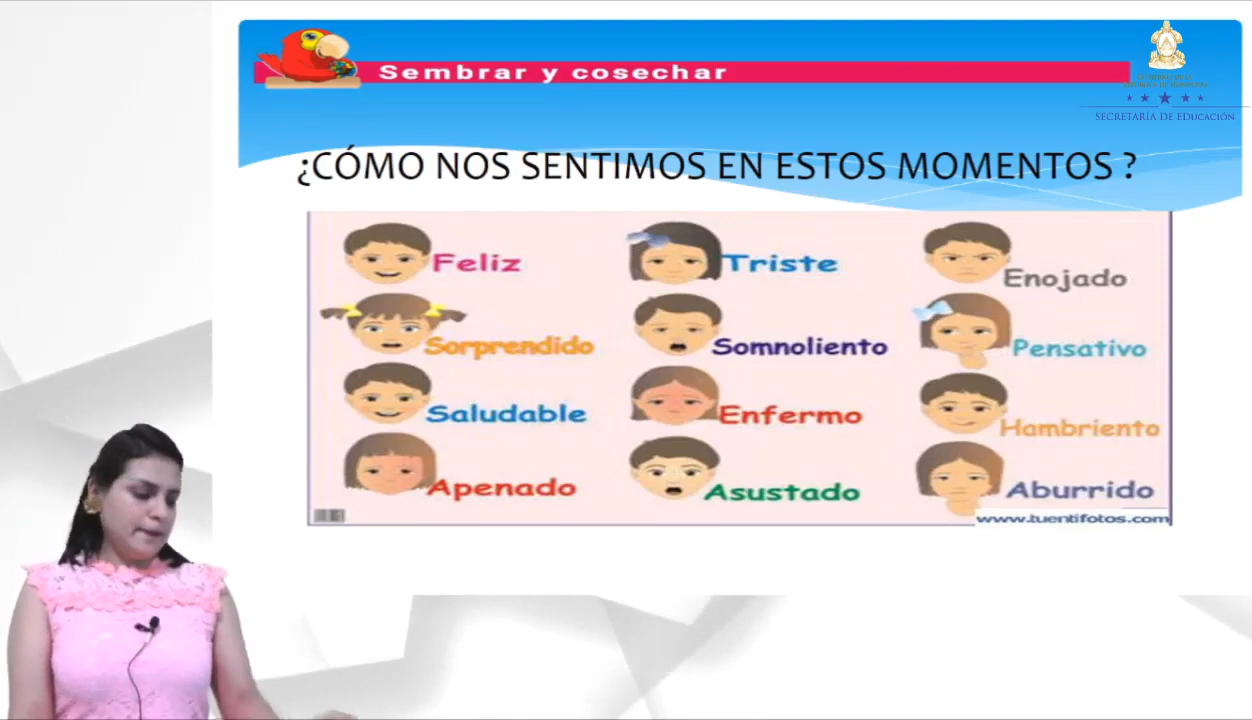 Sembrar y cosechar
SECRETARÍA DE EDUCACIÓN
¿CÓMO NOS SENTIMOS EN ESTOS MOMENTOS ?
Feliz
Triste
Enojado
Sorprendido
Somnoliento
Pensativo
Saludable
Enfermo
Hambriento
Apenado
Asustado
Aburrido
www.tuentifotos.com